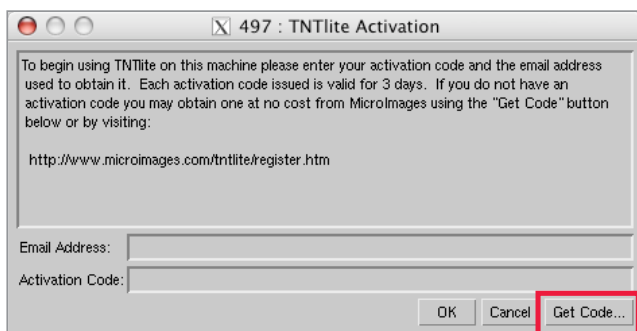 497 : TNTlite Activation
To begin using TNTlite on this machine please enter your activation code and the email address
used to obtain it. Each activation code issued is valid for 3 days. If you do not have an
activation code you may obtain one at no cost from MicroImages using the "Get Code" button
below or by visiting:
http://www.microimages.com/tntlite/register.htm
Email Address:
Activation Code:
OK Cancel Get Code...